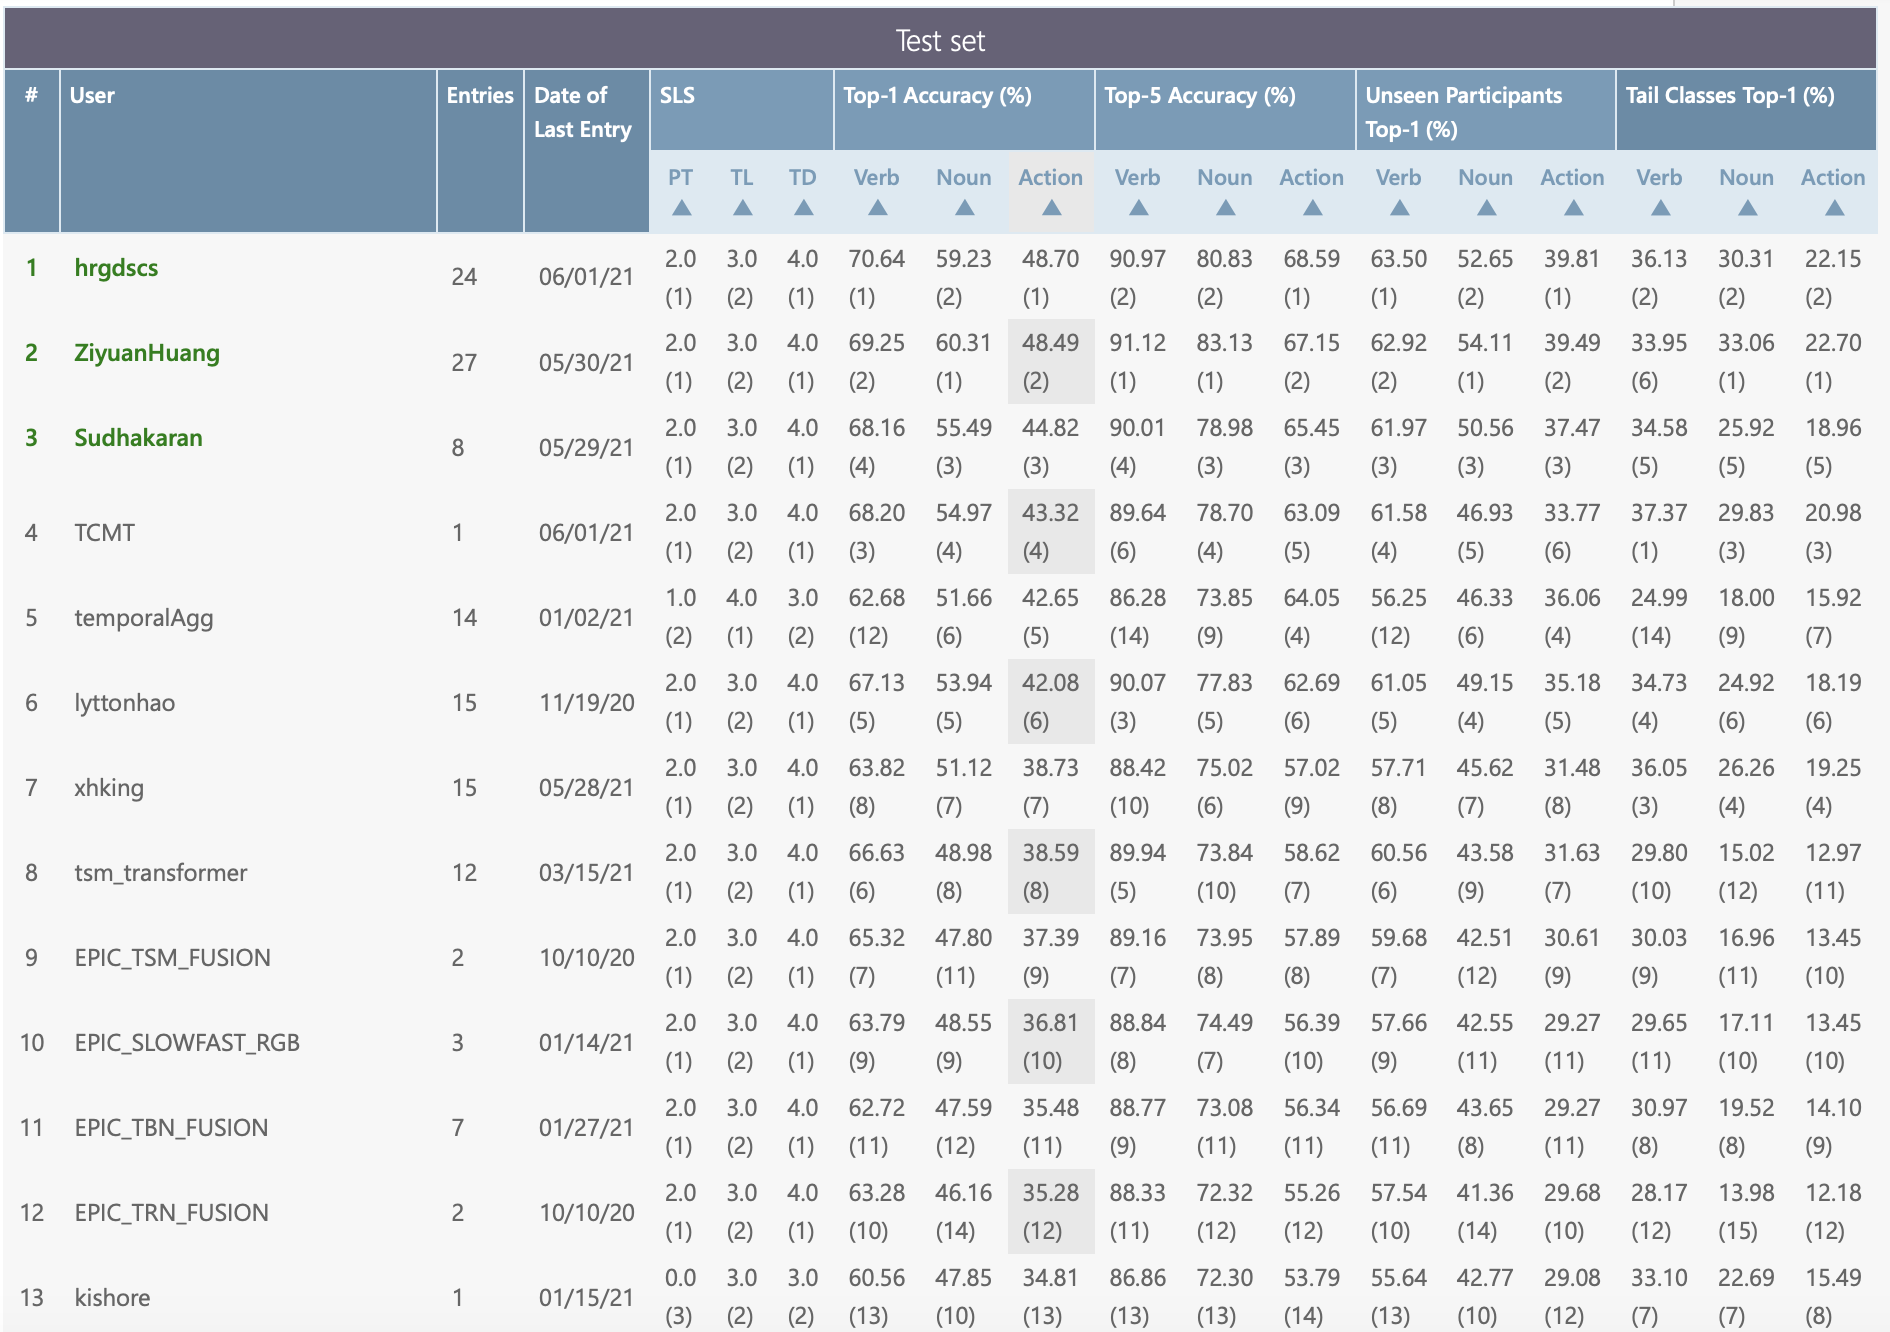 Test set
# User Entries Date of Last Entry SLS Top-1 Accuracy (%) Top-5 Accuracy (%) Unseen Participants Top-1 (%) Tail Classes Top-1 (%)
PT TL TD Verb Noun Action Verb Noun Action Verb Noun Action Verb Noun Action
▲ ▲ ▲ ▲ ▲ ▲ ▲ ▲ ▲ ▲ ▲ ▲ ▲ ▲ ▲
1 hrgdscs 24 06/01/21 2.0 3.0 4.0 70.64 59.23 48.70 90.97 80.83 68.59 63.50 52.65 39.81 36.13 30.31 22.15
(1) (2) (1) (1) (2) (1) (2) (2) (1) (1) (2) (1) (2) (2) (2)
2 ZiyuanHuang 27 05/30/21 2.0 3.0 4.0 69.25 60.31 48.49 91.12 83.13 67.15 62.92 54.11 39.49 33.95 33.06 22.70
(1) (2) (1) (2) (1) (2) (1) (1) (2) (2) (1) (2) (6) (1) (1)
3 Sudhakaran 8 05/29/21 2.0 3.0 4.0 68.16 55.49 44.82 90.01 78.98 65.45 61.97 50.56 37.47 34.58 25.92 18.96
(1) (2) (1) (4) (3) (3) (4) (3) (3) (3) (3) (3) (5) (5) (5)
4 TCMT 1 06/01/21 2.0 3.0 4.0 68.20 54.97 43.32 89.64 78.70 63.09 61.58 46.93 33.77 37.37 29.83 20.98
(1) (2) (1) (3) (4) (4) (6) (4) (5) (4) (5) (6) (1) (3) (3)
5 temporalAgg 14 01/02/21 1.0 4.0 3.0 62.68 51.66 42.65 86.28 73.85 64.05 56.25 46.33 36.06 24.99 18.00 15.92
(2) (1) (2) (12) (6) (5) (14) (9) (4) (12) (6) (4) (14) (9) (7)
6 lyttonhao 15 11/19/20 2.0 3.0 4.0 67.13 53.94 42.08 90.07 77.83 62.69 61.05 49.15 35.18 34.73 24.92 18.19
(1) (2) (1) (5) (5) (6) (3) (5) (6) (5) (4) (5) (4) (6) (6)
7 xhking 15 05/28/21 2.0 3.0 4.0 63.82 51.12 38.73 88.42 75.02 57.02 57.71 45.62 31.48 36.05 26.26 19.25
(1) (2) (1) (8) (7) (7) (10) (6) (9) (8) (7) (8) (3) (4) (4)
8 tsm_transformer 12 03/15/21 2.0 3.0 4.0 66.63 48.98 38.59 89.94 73.84 58.62 60.56 43.58 31.63 29.80 15.02 12.97
(1) (2) (1) (6) (8) (8) (5) (10) (7) (6) (9) (7) (10) (12) (11)
9 EPIC_TSM_FUSION 2 10/10/20 2.0 3.0 4.0 65.32 47.80 37.39 89.16 73.95 57.89 59.68 42.51 30.61 30.03 16.96 13.45
(1) (2) (1) (7) (11) (9) (7) (8) (8) (7) (12) (9) (9) (11) (10)
10 EPIC_SLOWFAST_RGB 3 01/14/21 2.0 3.0 4.0 63.79 48.55 36.81 88.84 74.49 56.39 57.66 42.55 29.27 29.65 17.11 13.45
(1) (2) (1) (9) (9) (10) (8) (7) (10) (9) (11) (11) (11) (10) (10)
11 EPIC_TBN_FUSION 7 01/27/21 2.0 3.0 4.0 62.72 47.59 35.48 88.77 73.08 56.34 56.69 43.65 29.27 30.97 19.52 14.10
(1) (2) (1) (11) (12) (11) (9) (11) (11) (11) (8) (11) (8) (8) (9)
12 EPIC_TRN_FUSION 2 10/10/20 2.0 3.0 4.0 63.28 46.16 35.28 88.33 72.32 55.26 57.54 41.36 29.68 28.17 13.98 12.18
(1) (2) (1) (10) (14) (12) (11) (12) (12) (10) (14) (10) (12) (15) (12)
13 kishore 1 01/15/21 0.0 3.0 3.0 60.56 47.85 34.81 86.86 72.30 53.79 55.64 42.77 29.08 33.10 22.69 15.49
(3) (2) (2) (13) (10) (13) (13) (13) (14) (13) (10) (12) (7) (7) (8)